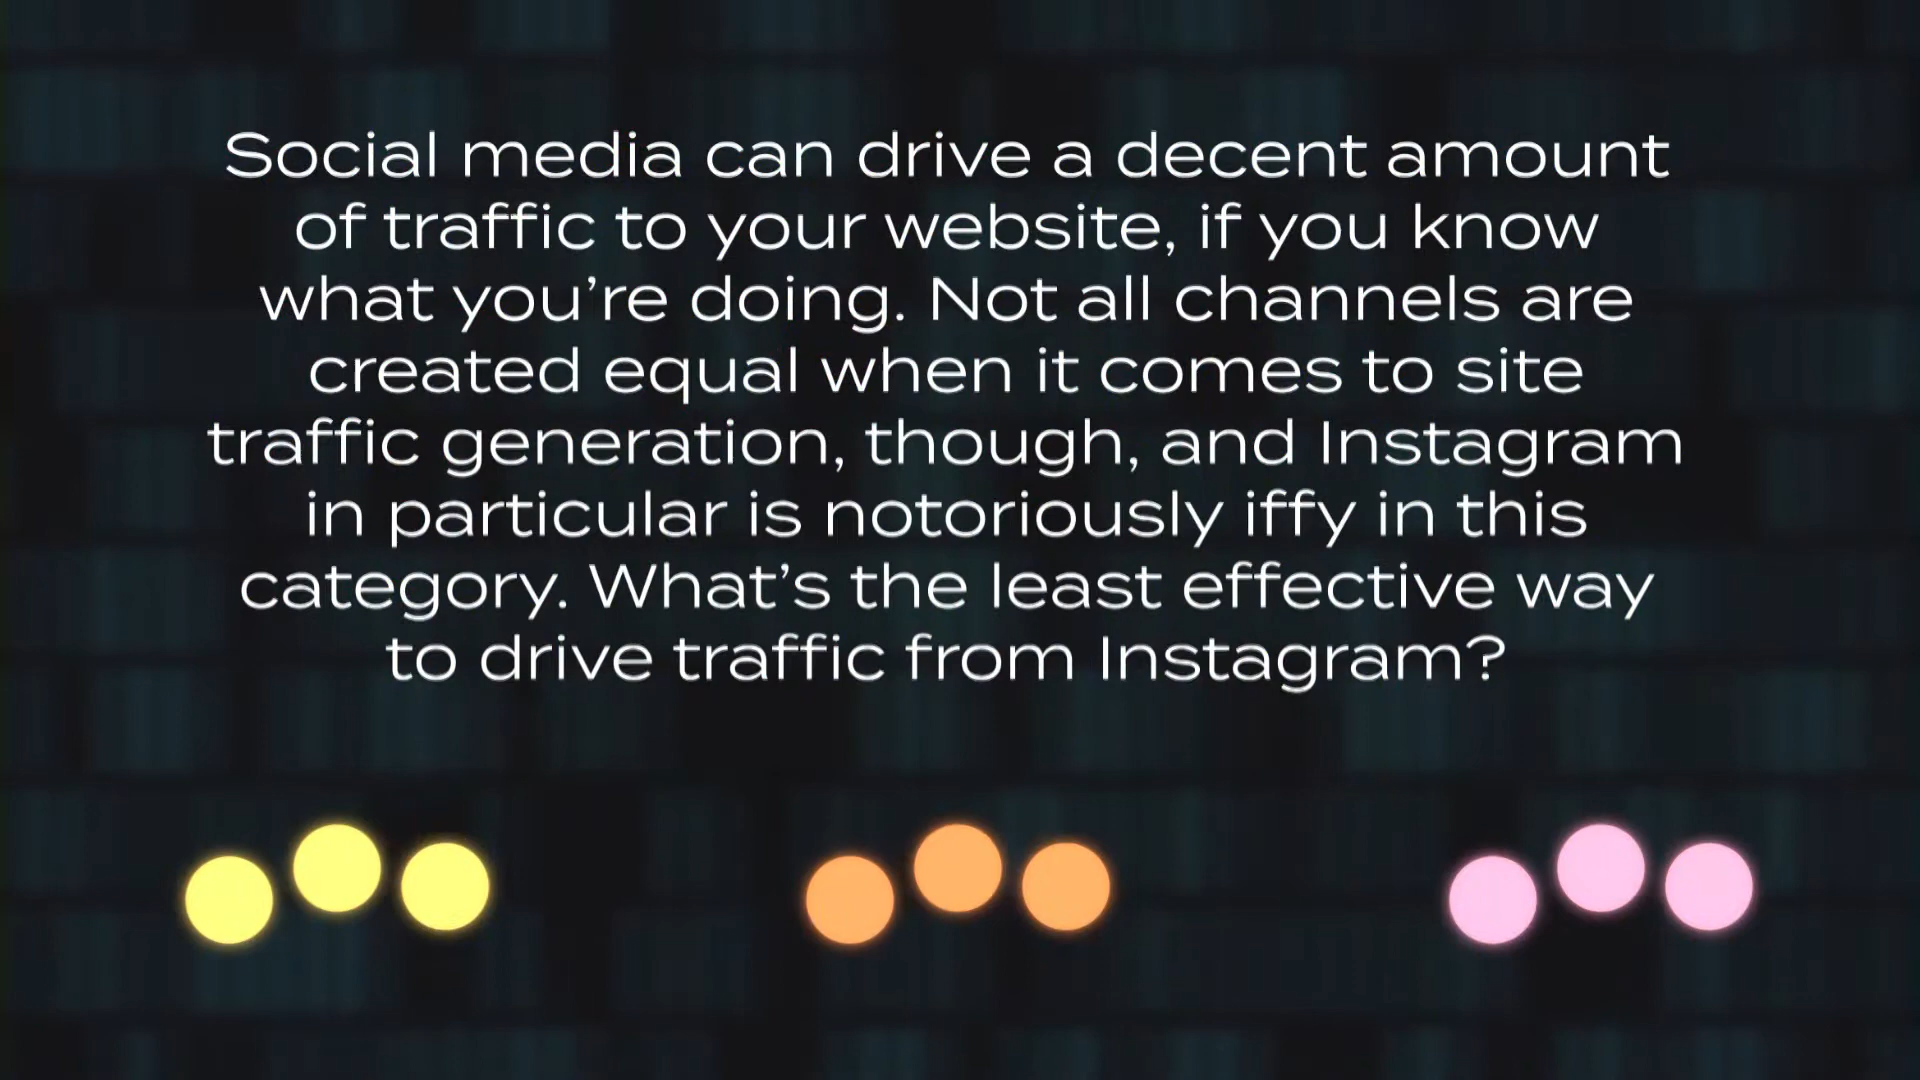 Social media can drive a decent amount
of traffic to your website, if you know
what you’re doing. Not all channels are
created equal when it comes to site
traffic generation, though, and Instagram
in particular is notoriously iffy in this
category. What’s the least effective way
to drive traffic from Instagram?